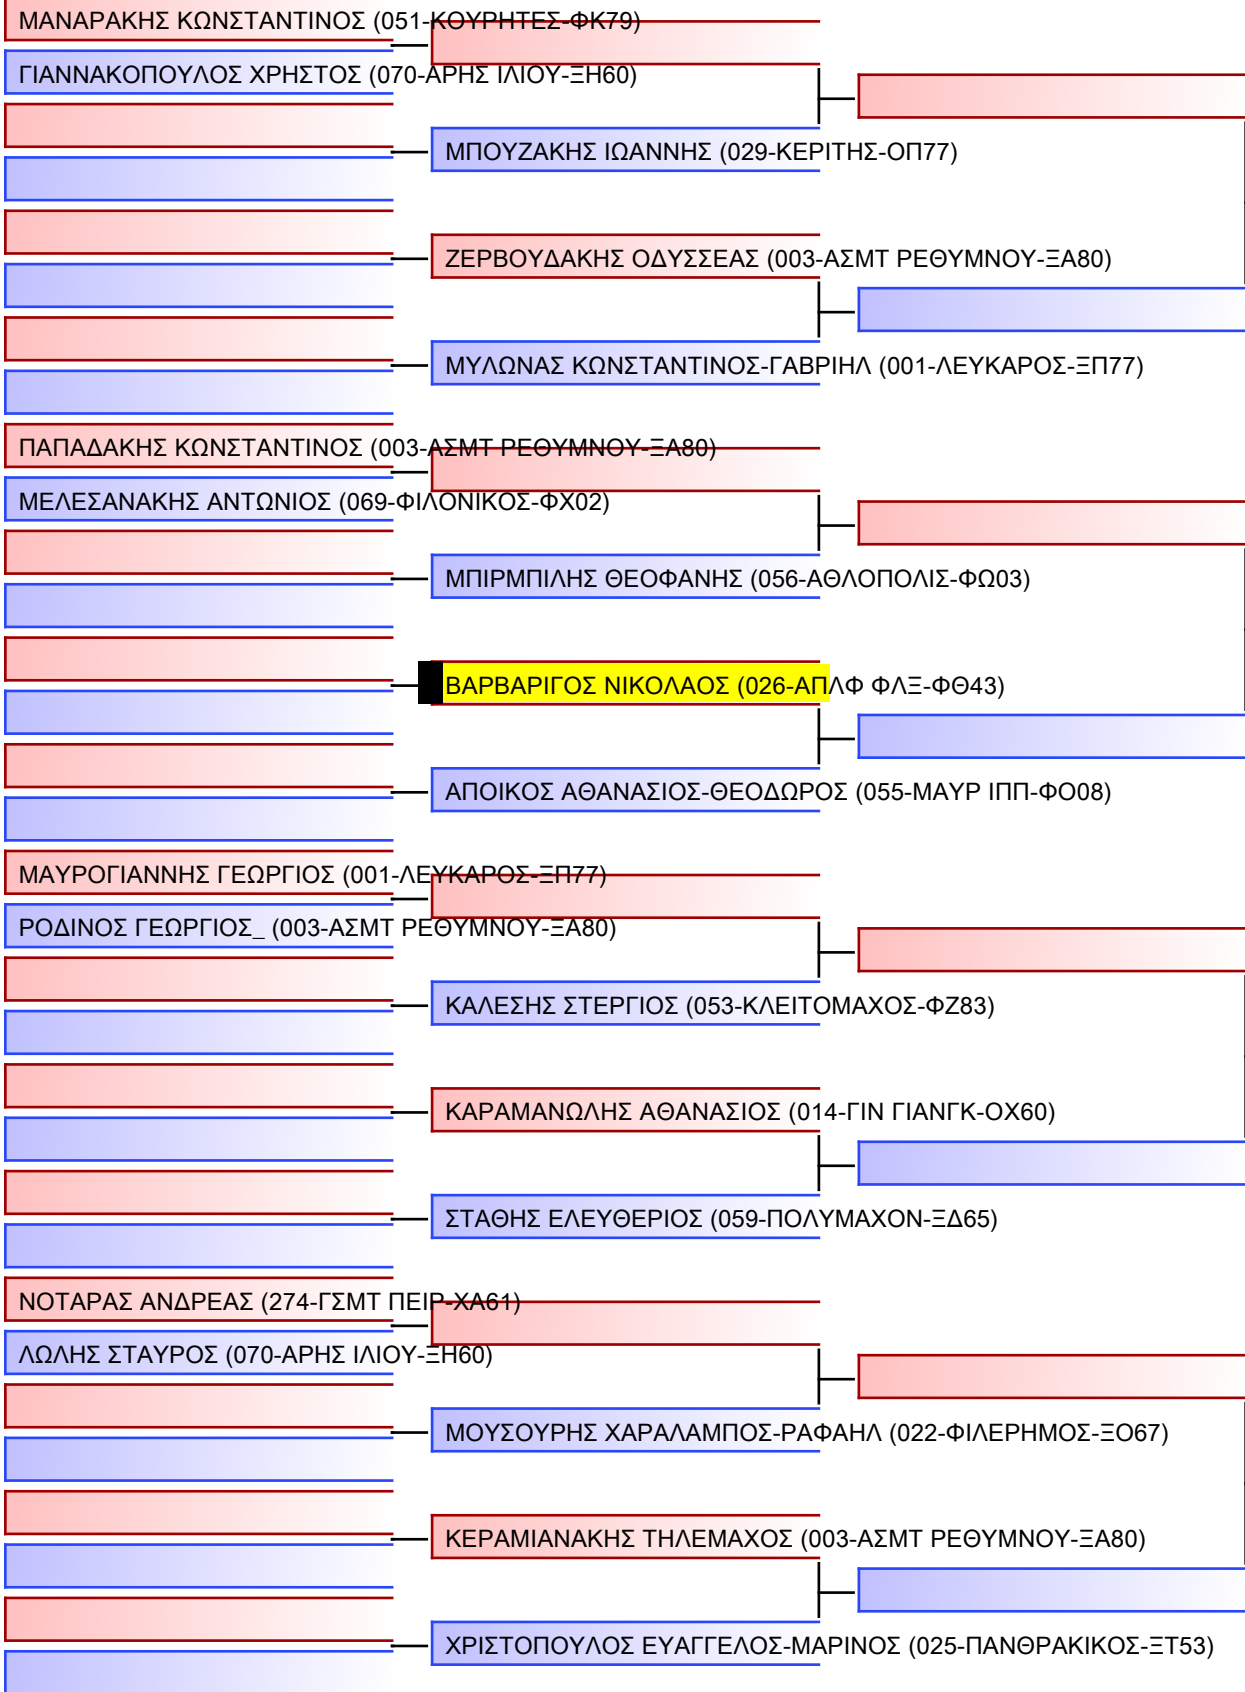 ΜΑΝΑΡΑΚΗΣ ΚΩΝΣΤΑΝΤΙΝΟΣ (051-ΚΟΥΡΗΤΕΣ-ΦΚ79)
ΓΙΑΝΝΑΚΟΠΟΥΛΟΣ ΧΡΗΣΤΟΣ (070-ΑΡΗΣ ΙΛΙΟΥ-ΞΗ60)
ΜΠΟΥΖΑΚΗΣ ΙΩΑΝΝΗΣ (029-ΚΕΡΙΤΗΣ-ΟΠ77)
ΖΕΡΒΟΥΔΑΚΗΣ ΟΔΥΣΣΕΑΣ (003-ΑΣΜΤ ΡΕΘΥΜΝΟΥ-ΞΑ80)
ΜΥΛΩΝΑΣ ΚΩΝΣΤΑΝΤΙΝΟΣ-ΓΑΒΡΙΗΛ (001-ΛΕΥΚΑΡΟΣ-ΞΠ77)
ΠΑΠΑΔΑΚΗΣ ΚΩΝΣΤΑΝΤΙΝΟΣ (003-ΑΣΜΤ ΡΕΘΥΜΝΟΥ-ΞΑ80)
ΜΕΛΕΣΑΝΑΚΗΣ ΑΝΤΩΝΙΟΣ (069-ΦΙΛΟΝΙΚΟΣ-ΦΧ02)
ΜΠΙΡΜΠΙΛΗΣ ΘΕΟΦΑΝΗΣ (056-ΑΘΛΟΠΟΛΙΣ-ΦΩ03)
ΒΑΡΒΑΡΙΓΟΣ ΝΙΚΟΛΑΟΣ (026-ΑΠΛΦ ΦΛΞ-ΦΘ43)
ΑΠΟΙΚΟΣ ΑΘΑΝΑΣΙΟΣ-ΘΕΟΔΩΡΟΣ (055-ΜΑΥΡ ΙΠΠ-ΦΟ08)
ΜΑΥΡΟΓΙΑΝΝΗΣ ΓΕΩΡΓΙΟΣ (001-ΛΕΥΚΑΡΟΣ-ΞΠ77)
ΡΟΔΙΝΟΣ ΓΕΩΡΓΙΟΣ_ (003-ΑΣΜΤ ΡΕΘΥΜΝΟΥ-ΞΑ80)
ΚΑΛΕΣΗΣ ΣΤΕΡΓΙΟΣ (053-ΚΛΕΙΤΟΜΑΧΟΣ-ΦΖ83)
ΚΑΡΑΜΑΝΩΛΗΣ ΑΘΑΝΑΣΙΟΣ (014-ΓΙΝ ΓΙΑΝΓΚ-ΟΧ60)
ΣΤΑΘΗΣ ΕΛΕΥΘΕΡΙΟΣ (059-ΠΟΛΥΜΑΧΟΝ-ΞΔ65)
ΝΟΤΑΡΑΣ ΑΝΔΡΕΑΣ (274-ΓΣΜΤ ΠΕΙΡ-ΧΑ61)
ΛΩΛΗΣ ΣΤΑΥΡΟΣ (070-ΑΡΗΣ ΙΛΙΟΥ-ΞΗ60)
ΜΟΥΣΟΥΡΗΣ ΧΑΡΑΛΑΜΠΟΣ-ΡΑΦΑΗΛ (022-ΦΙΛΕΡΗΜΟΣ-ΞΟ67)
ΚΕΡΑΜΙΑΝΑΚΗΣ ΤΗΛΕΜΑΧΟΣ (003-ΑΣΜΤ ΡΕΘΥΜΝΟΥ-ΞΑ80)
ΧΡΙΣΤΟΠΟΥΛΟΣ ΕΥΑΓΓΕΛΟΣ-ΜΑΡΙΝΟΣ (025-ΠΑΝΘΡΑΚΙΚΟΣ-ΞΤ53)